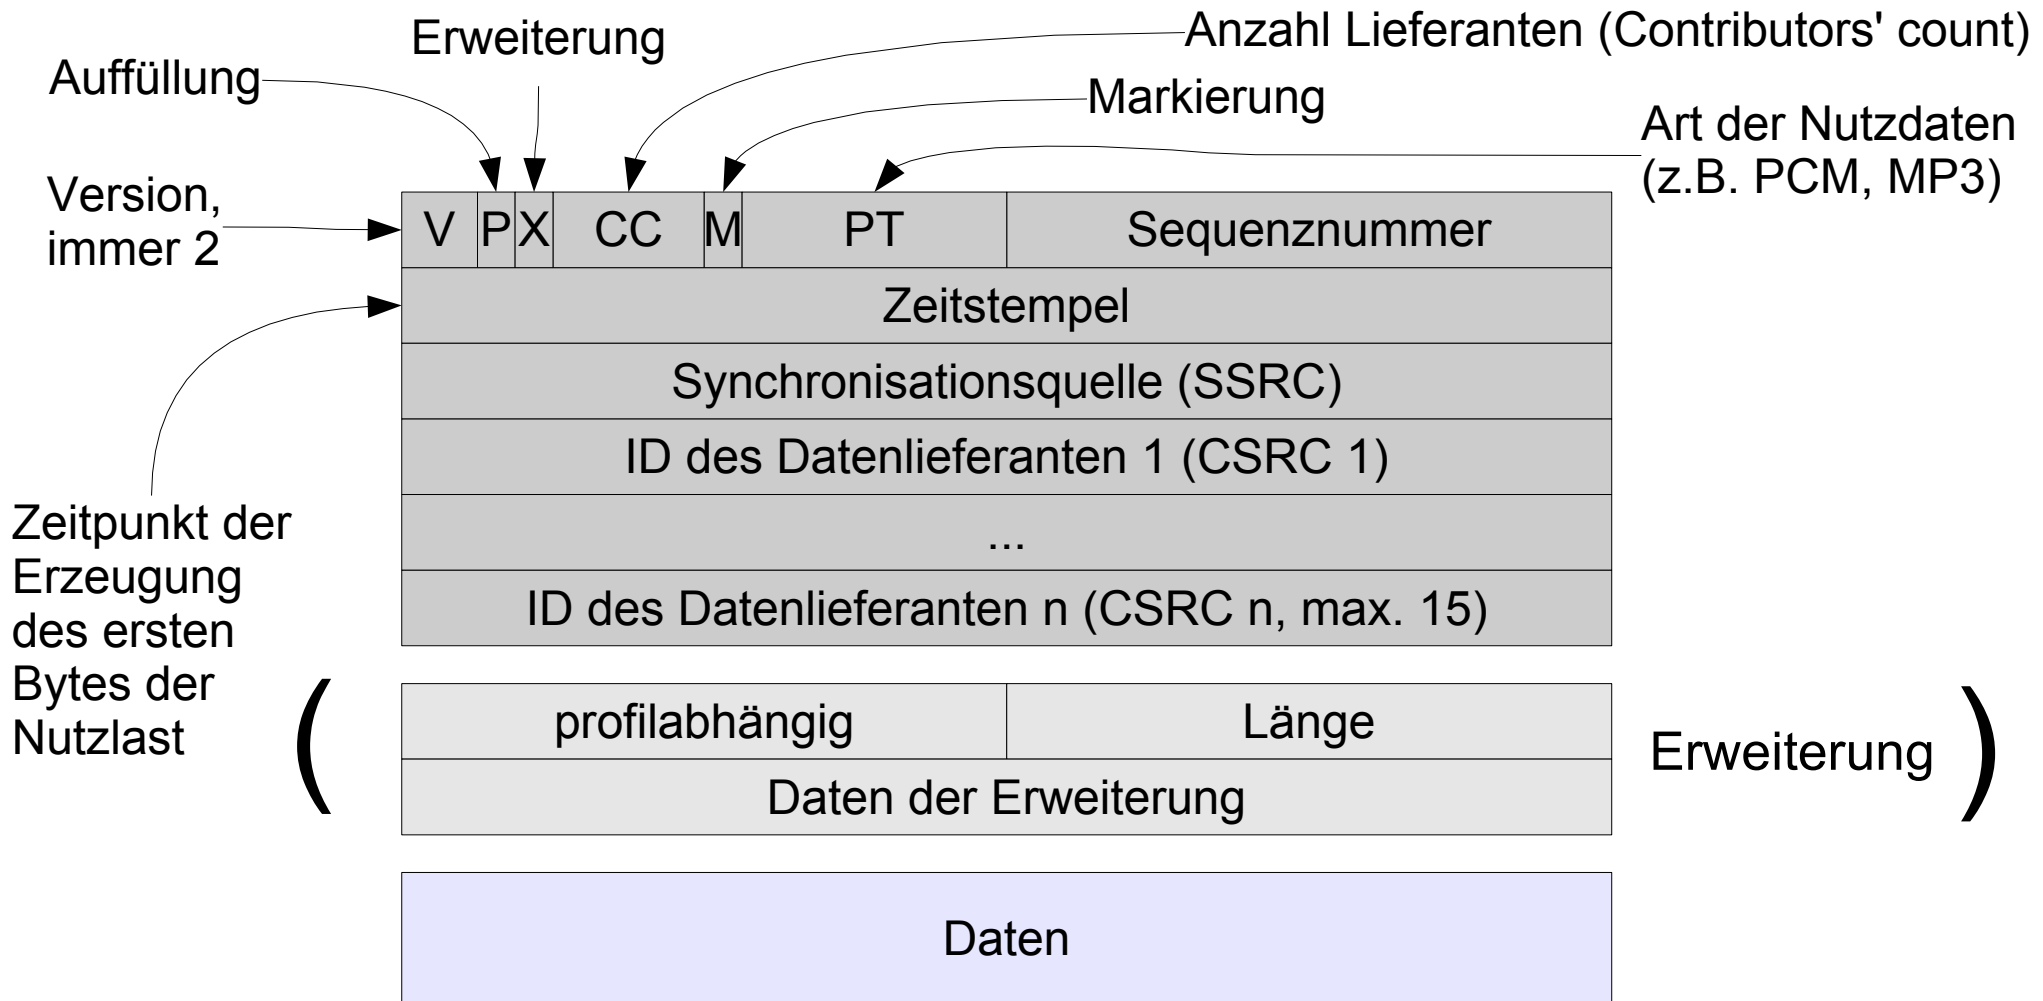 Erweiterung
Anzahl Lieferanten (Contributors' count)
Auffüllung
Markierung
Art der Nutzdaten
(z.B. PCM, MP3)
Version,
immer 2
V P X CC M PT Sequenznummer
Zeitstempel
Synchronisationsquelle (SSRC)
ID des Datenlieferanten 1 (CSRC 1)
...
ID des Datenlieferanten n (CSRC n, max. 15)
Zeitpunkt der
Erzeugung
des ersten
Bytes der
Nutzlast
( profilabhängig Länge
Erweiterung )
Daten der Erweiterung
Daten